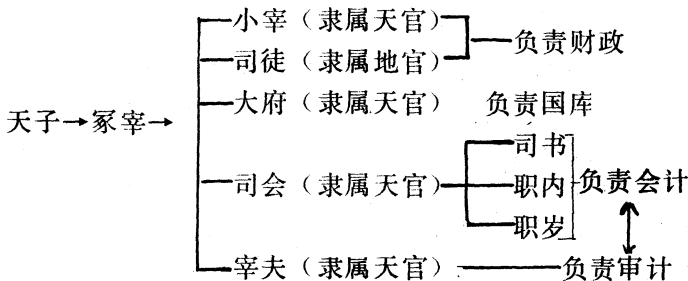 小宰（隶属天官）
司徒（隶属地官）
负责财政
大府（隶属天官） 负责国库
天子→冢宰→
司书
司会（隶属天官） 职内 负责会计
职岁
宰夫（隶属天官） 负责审计